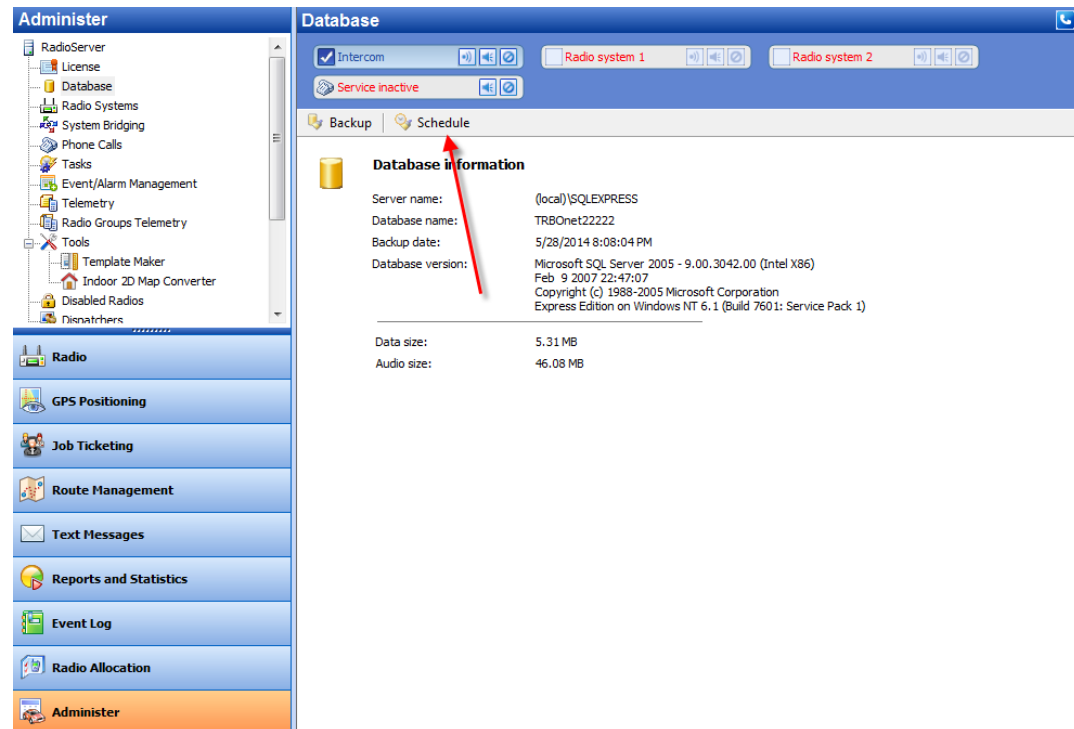 Administer
RadioServer
License
Database
Radio Systems
System Bridging
Phone Calls
Tasks
Event/Alarm Management
Telemetry
Radio Groups Telemetry
Tools
Template Maker
Indoor 2D Map Converter
Disabled Radios
Dispatchers
Radio
GPS Positioning
Job Ticketing
Route Management
Text Messages
Reports and Statistics
Event Log
Radio Allocation
Administer
Database
Intercom Radio system 1 Radio system 2
Service inactive
Backup Schedule
Database information
Server name: (local)\SQLEXPRESS
Database name: TRBOnet22222
Backup date: 5/28/2014 8:08:04 PM
Database version: Microsoft SQL Server 2005 - 9.00.3042.00 (Intel X86)
Feb 9 2007 22:47:07
Copyright (c) 1988-2005 Microsoft Corporation
Express Edition on Windows NT 6.1 (Build 7601: Service Pack 1)
Data size: 5.31 MB
Audio size: 46.08 MB